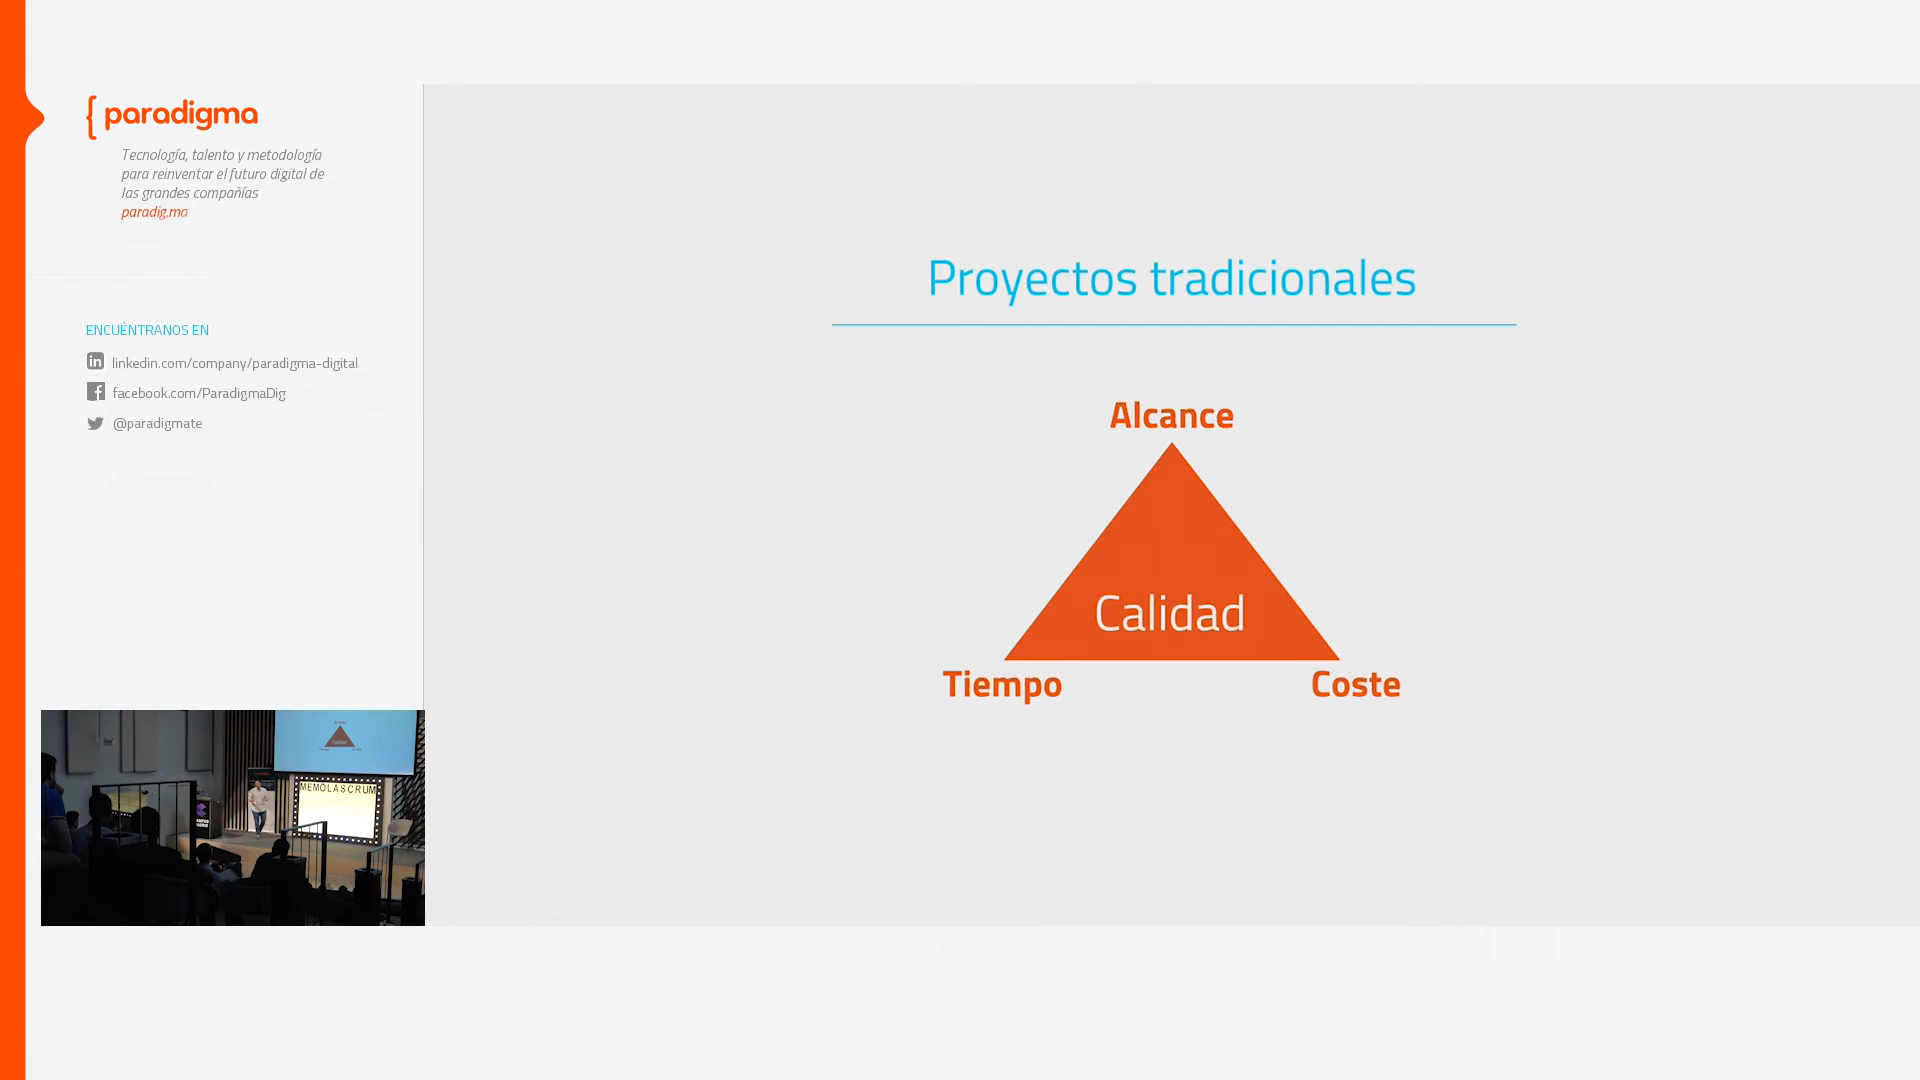 { paradigma
Tecnología, talento y metodología
para reinventar el futuro digital de
las grandes compañías
paradig.ma
ENCUÉNTRANOS EN
in linkedin.com/company/paradigma-digital
f facebook.com/ParadigmaDig
@paradigmate
Proyectos tradicionales
Alcance
Calidad
Tiempo
Coste
MEMOLASCRUM